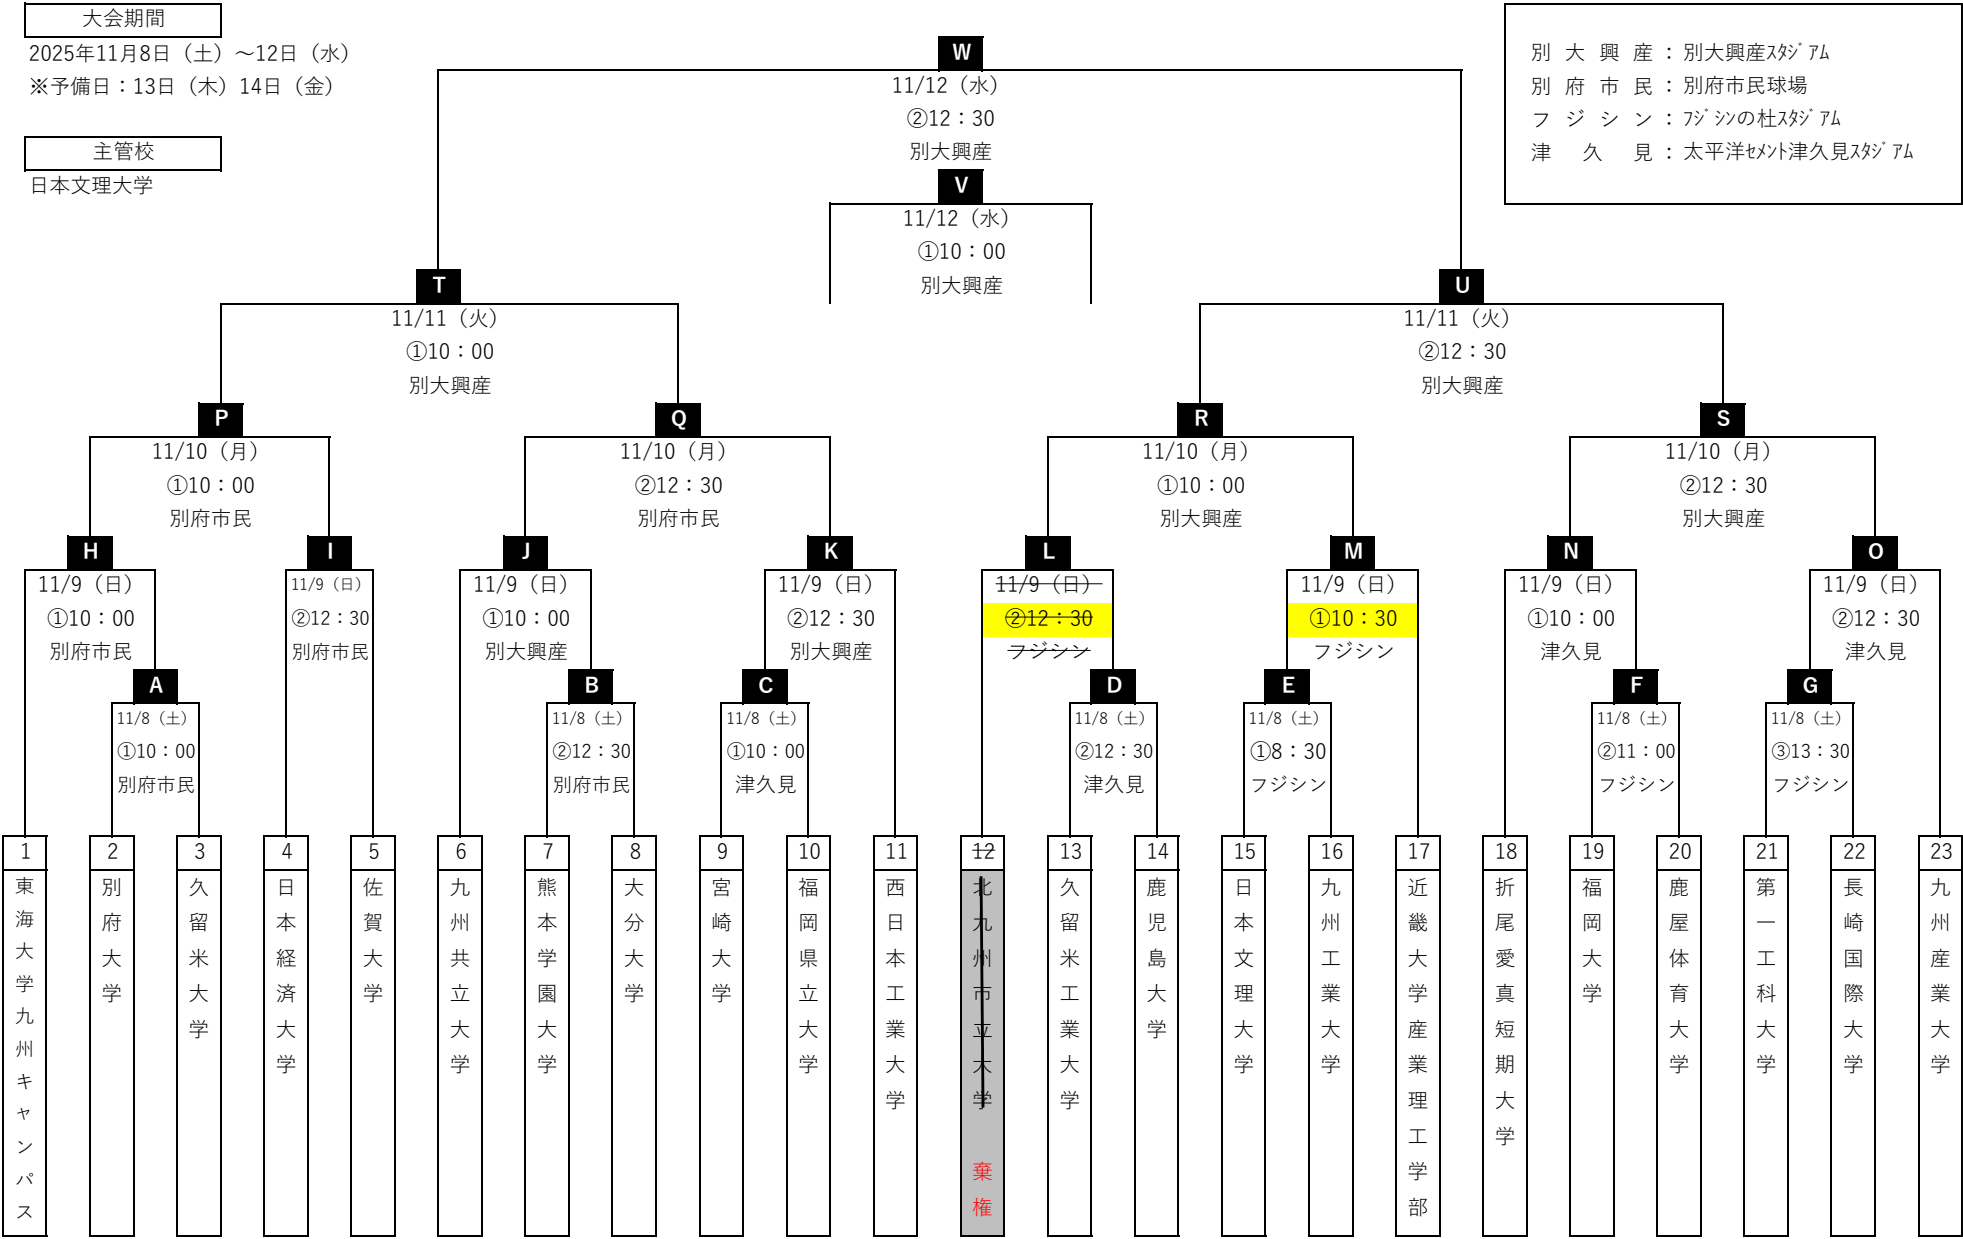 大会期間
2025年11月8日（土）～12日（水）
※予備日：13日（木）14日（金）
主管校
日本文理大学
別大興産：別大興産ｽﾀｼﾞｱﾑ
別府市民：別府市民球場
フジシン：ﾌｼﾞｼﾝの杜ｽﾀｼﾞｱﾑ
津久見：太平洋ｾﾒﾝﾄ津久見ｽﾀｼﾞｱﾑ
W
11/12（水）
②12：30
別大興産
V
11/12（水）
①10：00
別大興産
T
11/11（火）
①10：00
別大興産
U
11/11（火）
②12：30
別大興産
P
11/10（月）
①10：00
別府市民
Q
11/10（月）
②12：30
別府市民
R
11/10（月）
①10：00
別大興産
S
11/10（月）
②12：30
別大興産
H
11/9（日）
①10：00
別府市民
I
11/9（日）
②12：30
別府市民
J
11/9（日）
①10：00
別大興産
K
11/9（日）
②12：30
別大興産
L
11/9（日）
②12：30
フジシン
M
11/9（日）
①10：30
フジシン
N
11/9（日）
①10：00
津久見
O
11/9（日）
②12：30
津久見
A
11/8（土）
①10：00
別府市民
B
11/8（土）
②12：30
別府市民
C
11/8（土）
①10：00
津久見
D
11/8（土）
②12：30
津久見
E
11/8（土）
①8：30
フジシン
F
11/8（土）
②11：00
フジシン
G
11/8（土）
③13：30
フジシン
1
東海大学九州キャンパス
2
別府大学
3
久留米大学
4
日本経済大学
5
佐賀大学
6
九州共立大学
7
熊本学園大学
8
大分大学
9
宮崎大学
10
福岡県立大学
11
西日本工業大学
12
北九州市立大学
棄権
13
久留米工業大学
14
鹿児島大学
15
日本文理大学
16
九州工業大学
17
近畿大学産業理工学部
18
折尾愛真短期大学
19
福岡大学
20
鹿屋体育大学
21
第一工科大学
22
長崎国際大学
23
九州産業大学